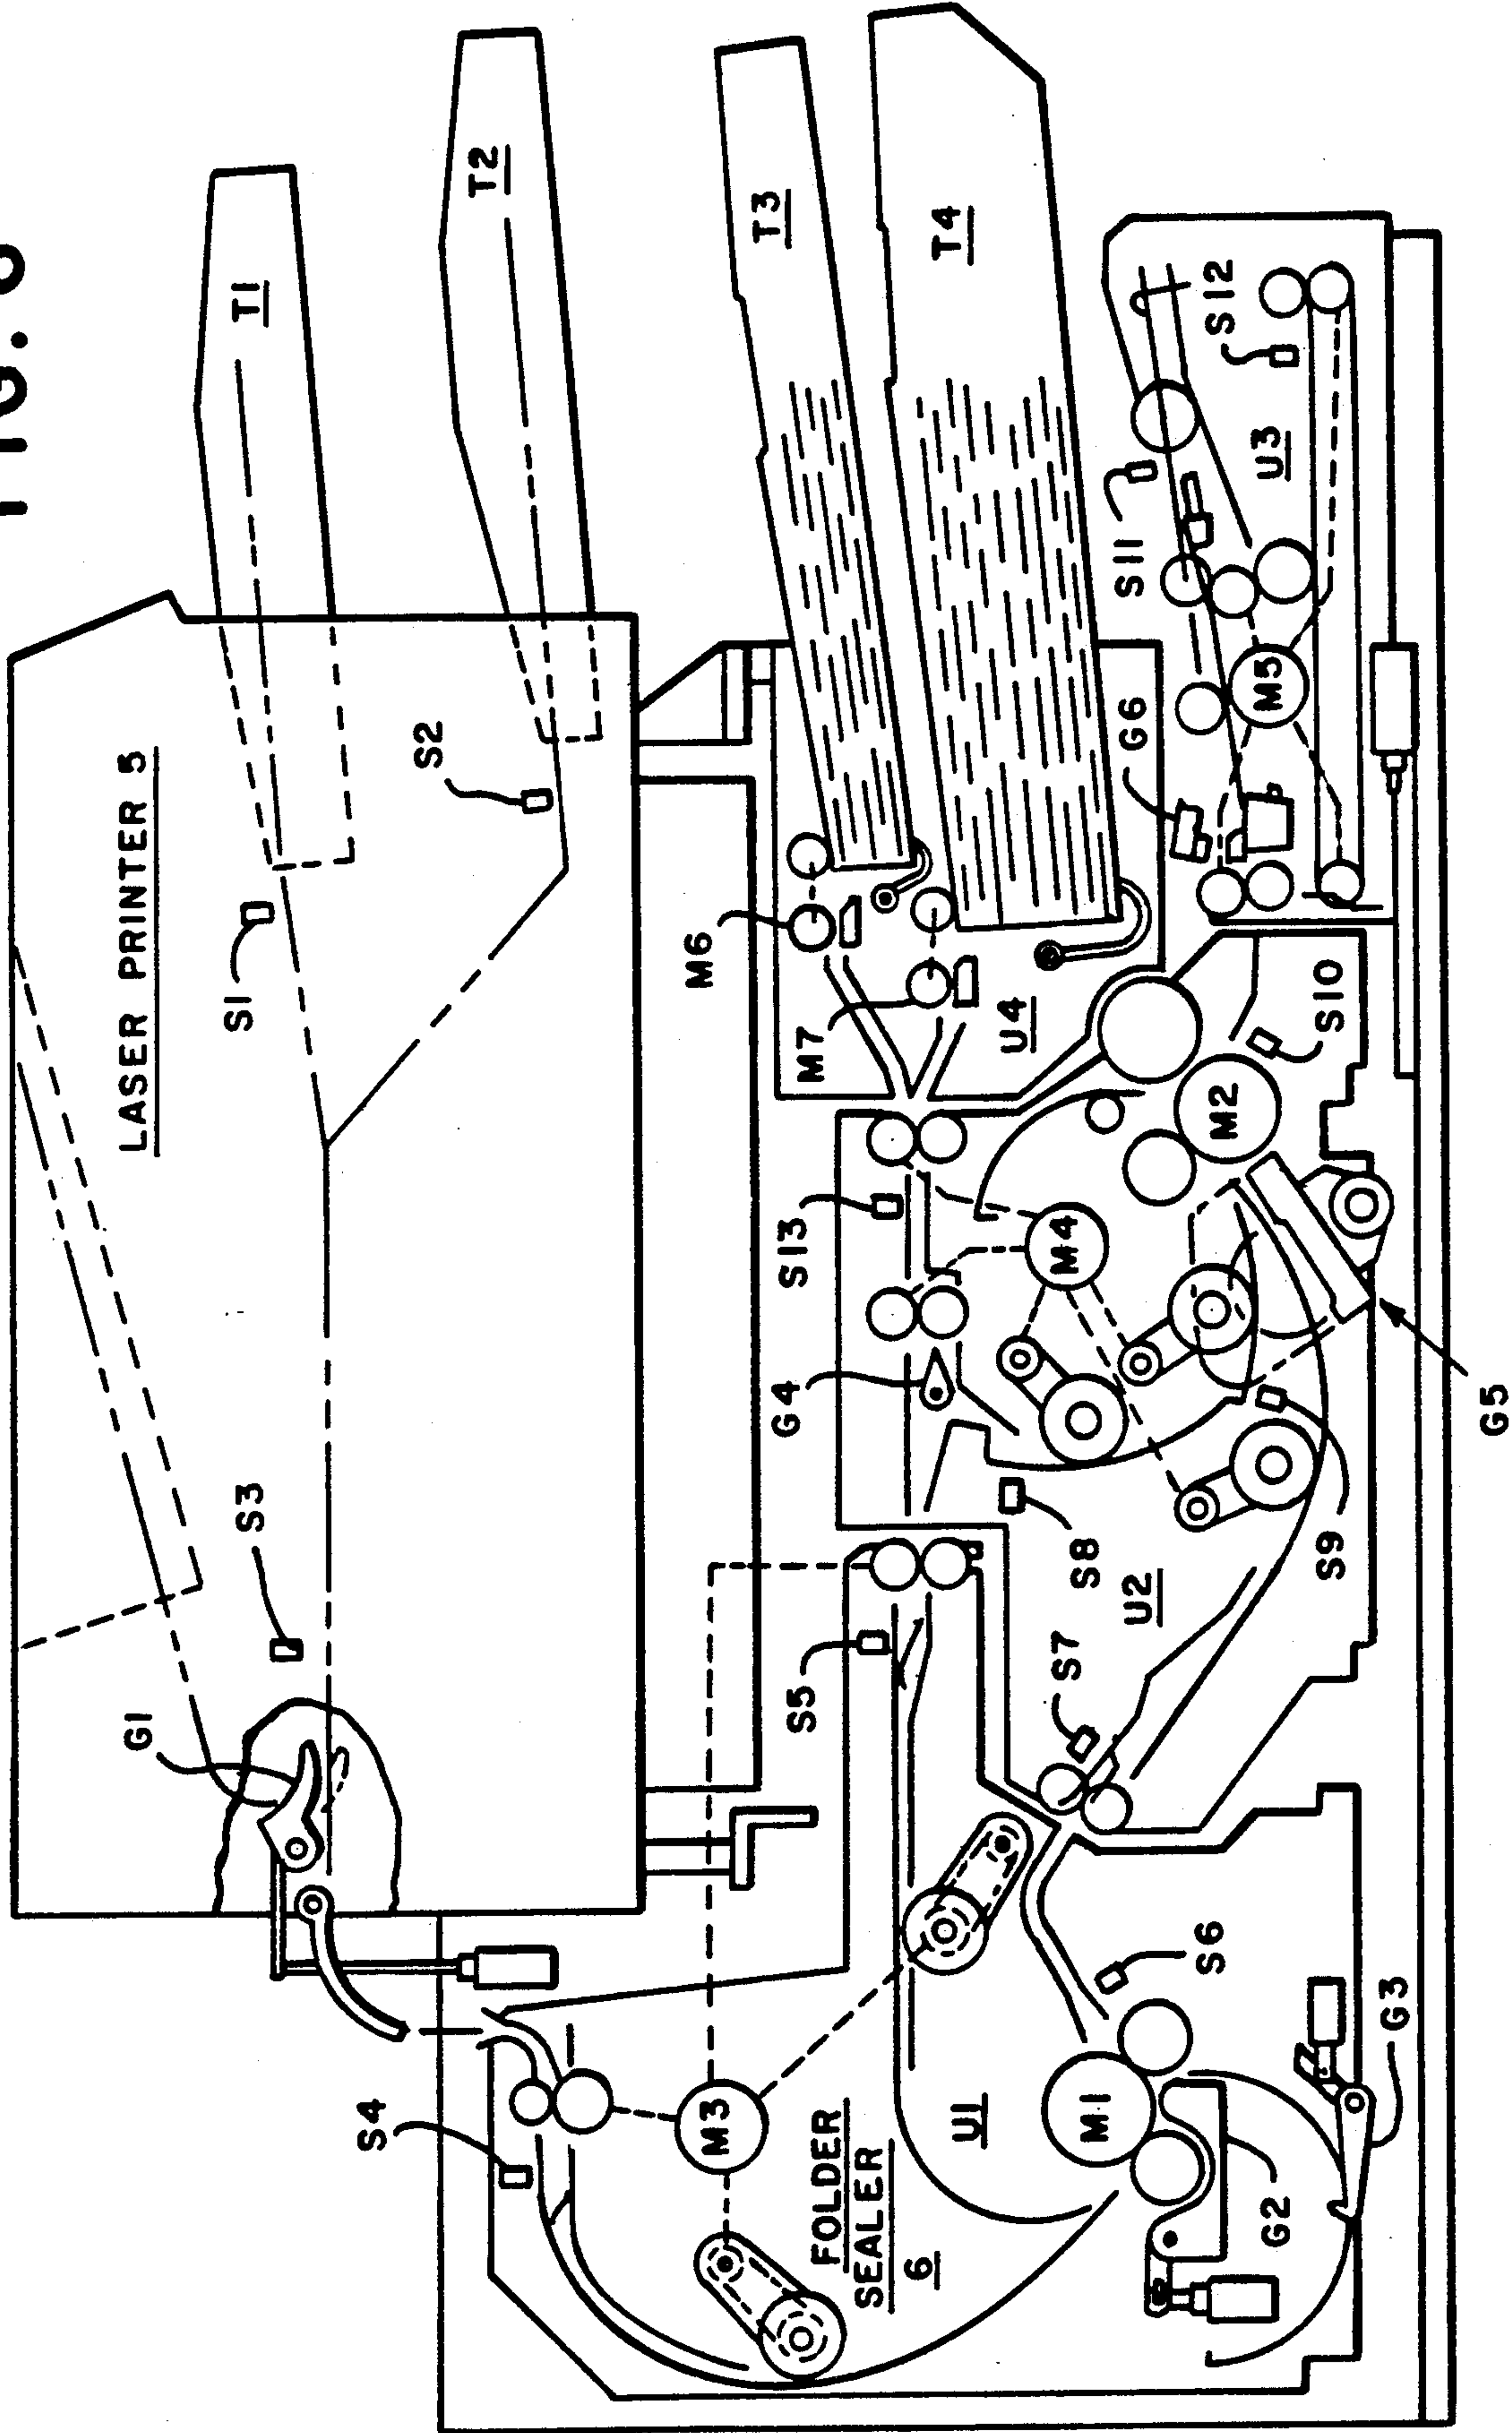 FIG.
LASER PRINTER 5
T1
T2
T3
T4
S1
S2
S3
G1
S4
M3
FOLDER
SEALER
6
U1
M1
G2
G3
S6
S5
S7
U2
S8
S9
G4
S13
M4
M2
G5
S10
M6
M7
U4
G6
M5
S11
U3
S12